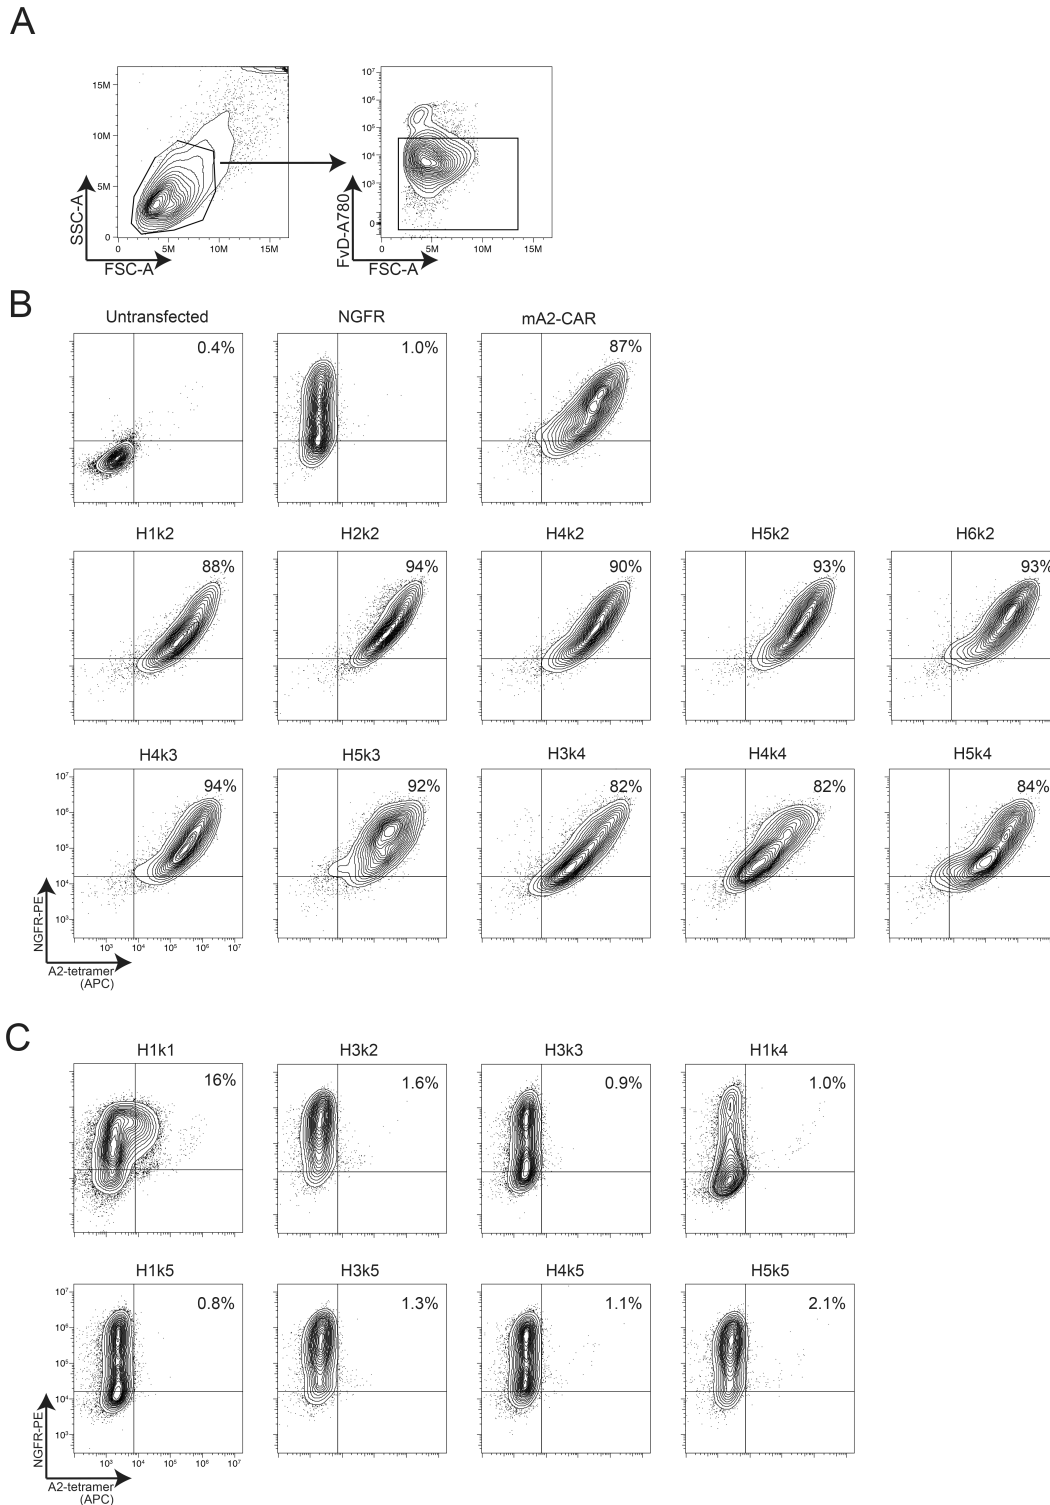 A
15M
10M
5M
0
0
5M
10M
15M
SSC-A
FSC-A
10⁷
10⁶
10⁵
10⁴
10³
0
0
5M
10M
15M
FvD-A780
FSC-A
B
Untransfected
NGFR
mA2-CAR
0.4%
1.0%
87%
H1k2
H2k2
H4k2
H5k2
H6k2
88%
94%
90%
93%
93%
H4k3
H5k3
H3k4
H4k4
H5k4
94%
92%
82%
82%
84%
10⁷
10⁶
10⁵
10⁴
10³
10³
10⁴
10⁵
10⁶
10⁷
NGFR-PE
A2-tetramer
(APC)
C
H1k1
H3k2
H3k3
H1k4
16%
1.6%
0.9%
1.0%
H1k5
H3k5
H4k5
H5k5
0.8%
1.3%
1.1%
2.1%
10⁷
10⁶
10⁵
10⁴
10³
10³
10⁴
10⁵
10⁶
10⁷
NGFR-PE
A2-tetramer
(APC)